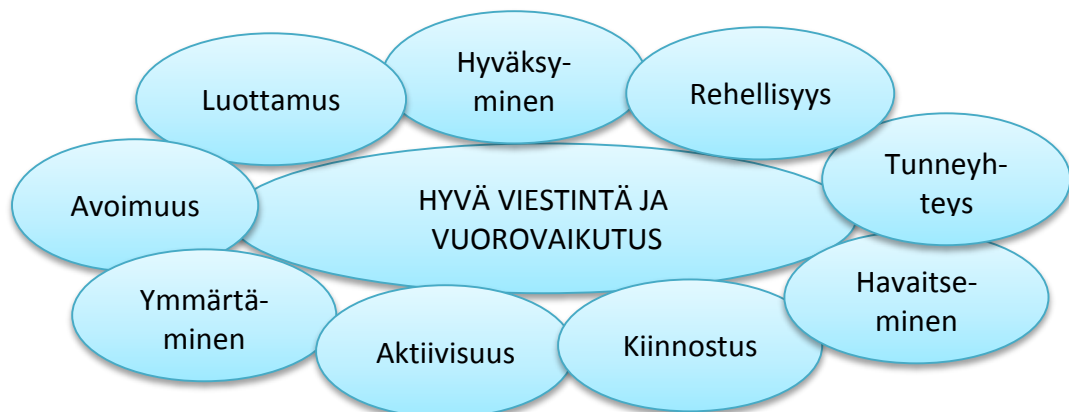 Hyväksy-
minen
Luottamus
Rehellisyys
Tunneyh-
teys
Avoimuus
HYVÄ VIESTINTÄ JA
VUOROVAIKUTUS
Ymmärtä-
minen
Havaitse-
minen
Aktiivisuus
Kiinnostus